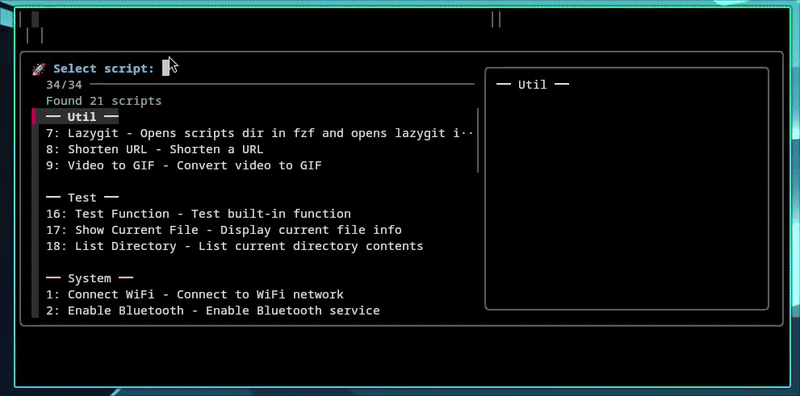 🚀 Select script:
34/34
Found 21 scripts
── Util ──
7: Lazygit - Opens scripts dir in fzf and opens lazygit i··
8: Shorten URL - Shorten a URL
9: Video to GIF - Convert video to GIF
── Test ──
16: Test Function - Test built-in function
17: Show Current File - Display current file info
18: List Directory - List current directory contents
── System ──
1: Connect WiFi - Connect to WiFi network
2: Enable Bluetooth - Enable Bluetooth service
── Util ──